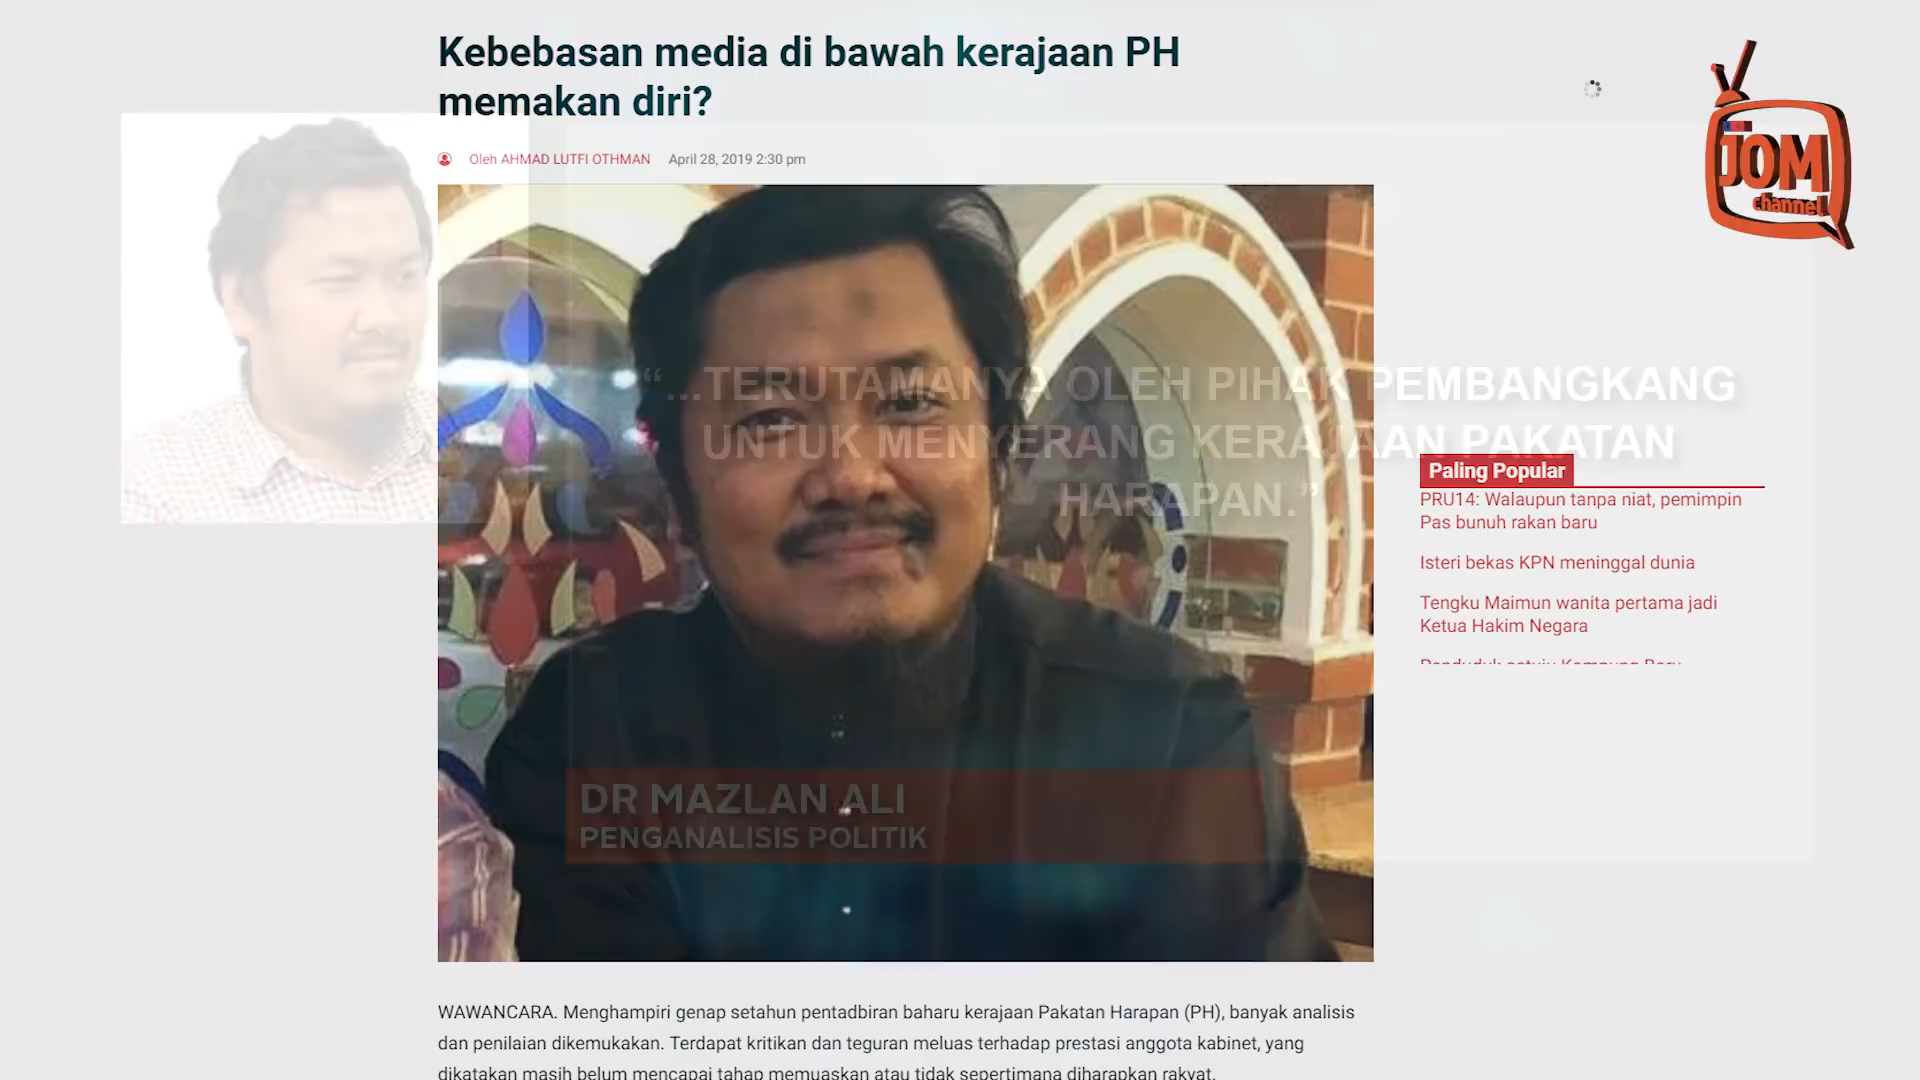 Kebebasan media di bawah kerajaan PH
memakan diri?
Oleh AHMAD LUTFI OTHMAN April 28, 2019 2:30 pm
JOM
channel
“...TERUTAMANYA OLEH PIHAK PEMBANGKANG
UNTUK MENYERANG KERAJAAN PAKATAN
HARAPAN.”
Paling Popular
PRU14: Walaupun tanpa niat, pemimpin
Pas bunuh rakan baru
Isteri bekas KPN meninggal dunia
Tengku Maimun wanita pertama jadi
Ketua Hakim Negara
DR MAZLAN ALI
PENGANALISIS POLITIK
WAWANCARA. Menghampiri genap setahun pentadbiran baharu kerajaan Pakatan Harapan (PH), banyak analisis
dan penilaian dikemukakan. Terdapat kritikan dan teguran meluas terhadap prestasi anggota kabinet, yang
dikatakan masih belum mencapai tahap memuaskan atau tidak sepertimana diharapkan rakyat.